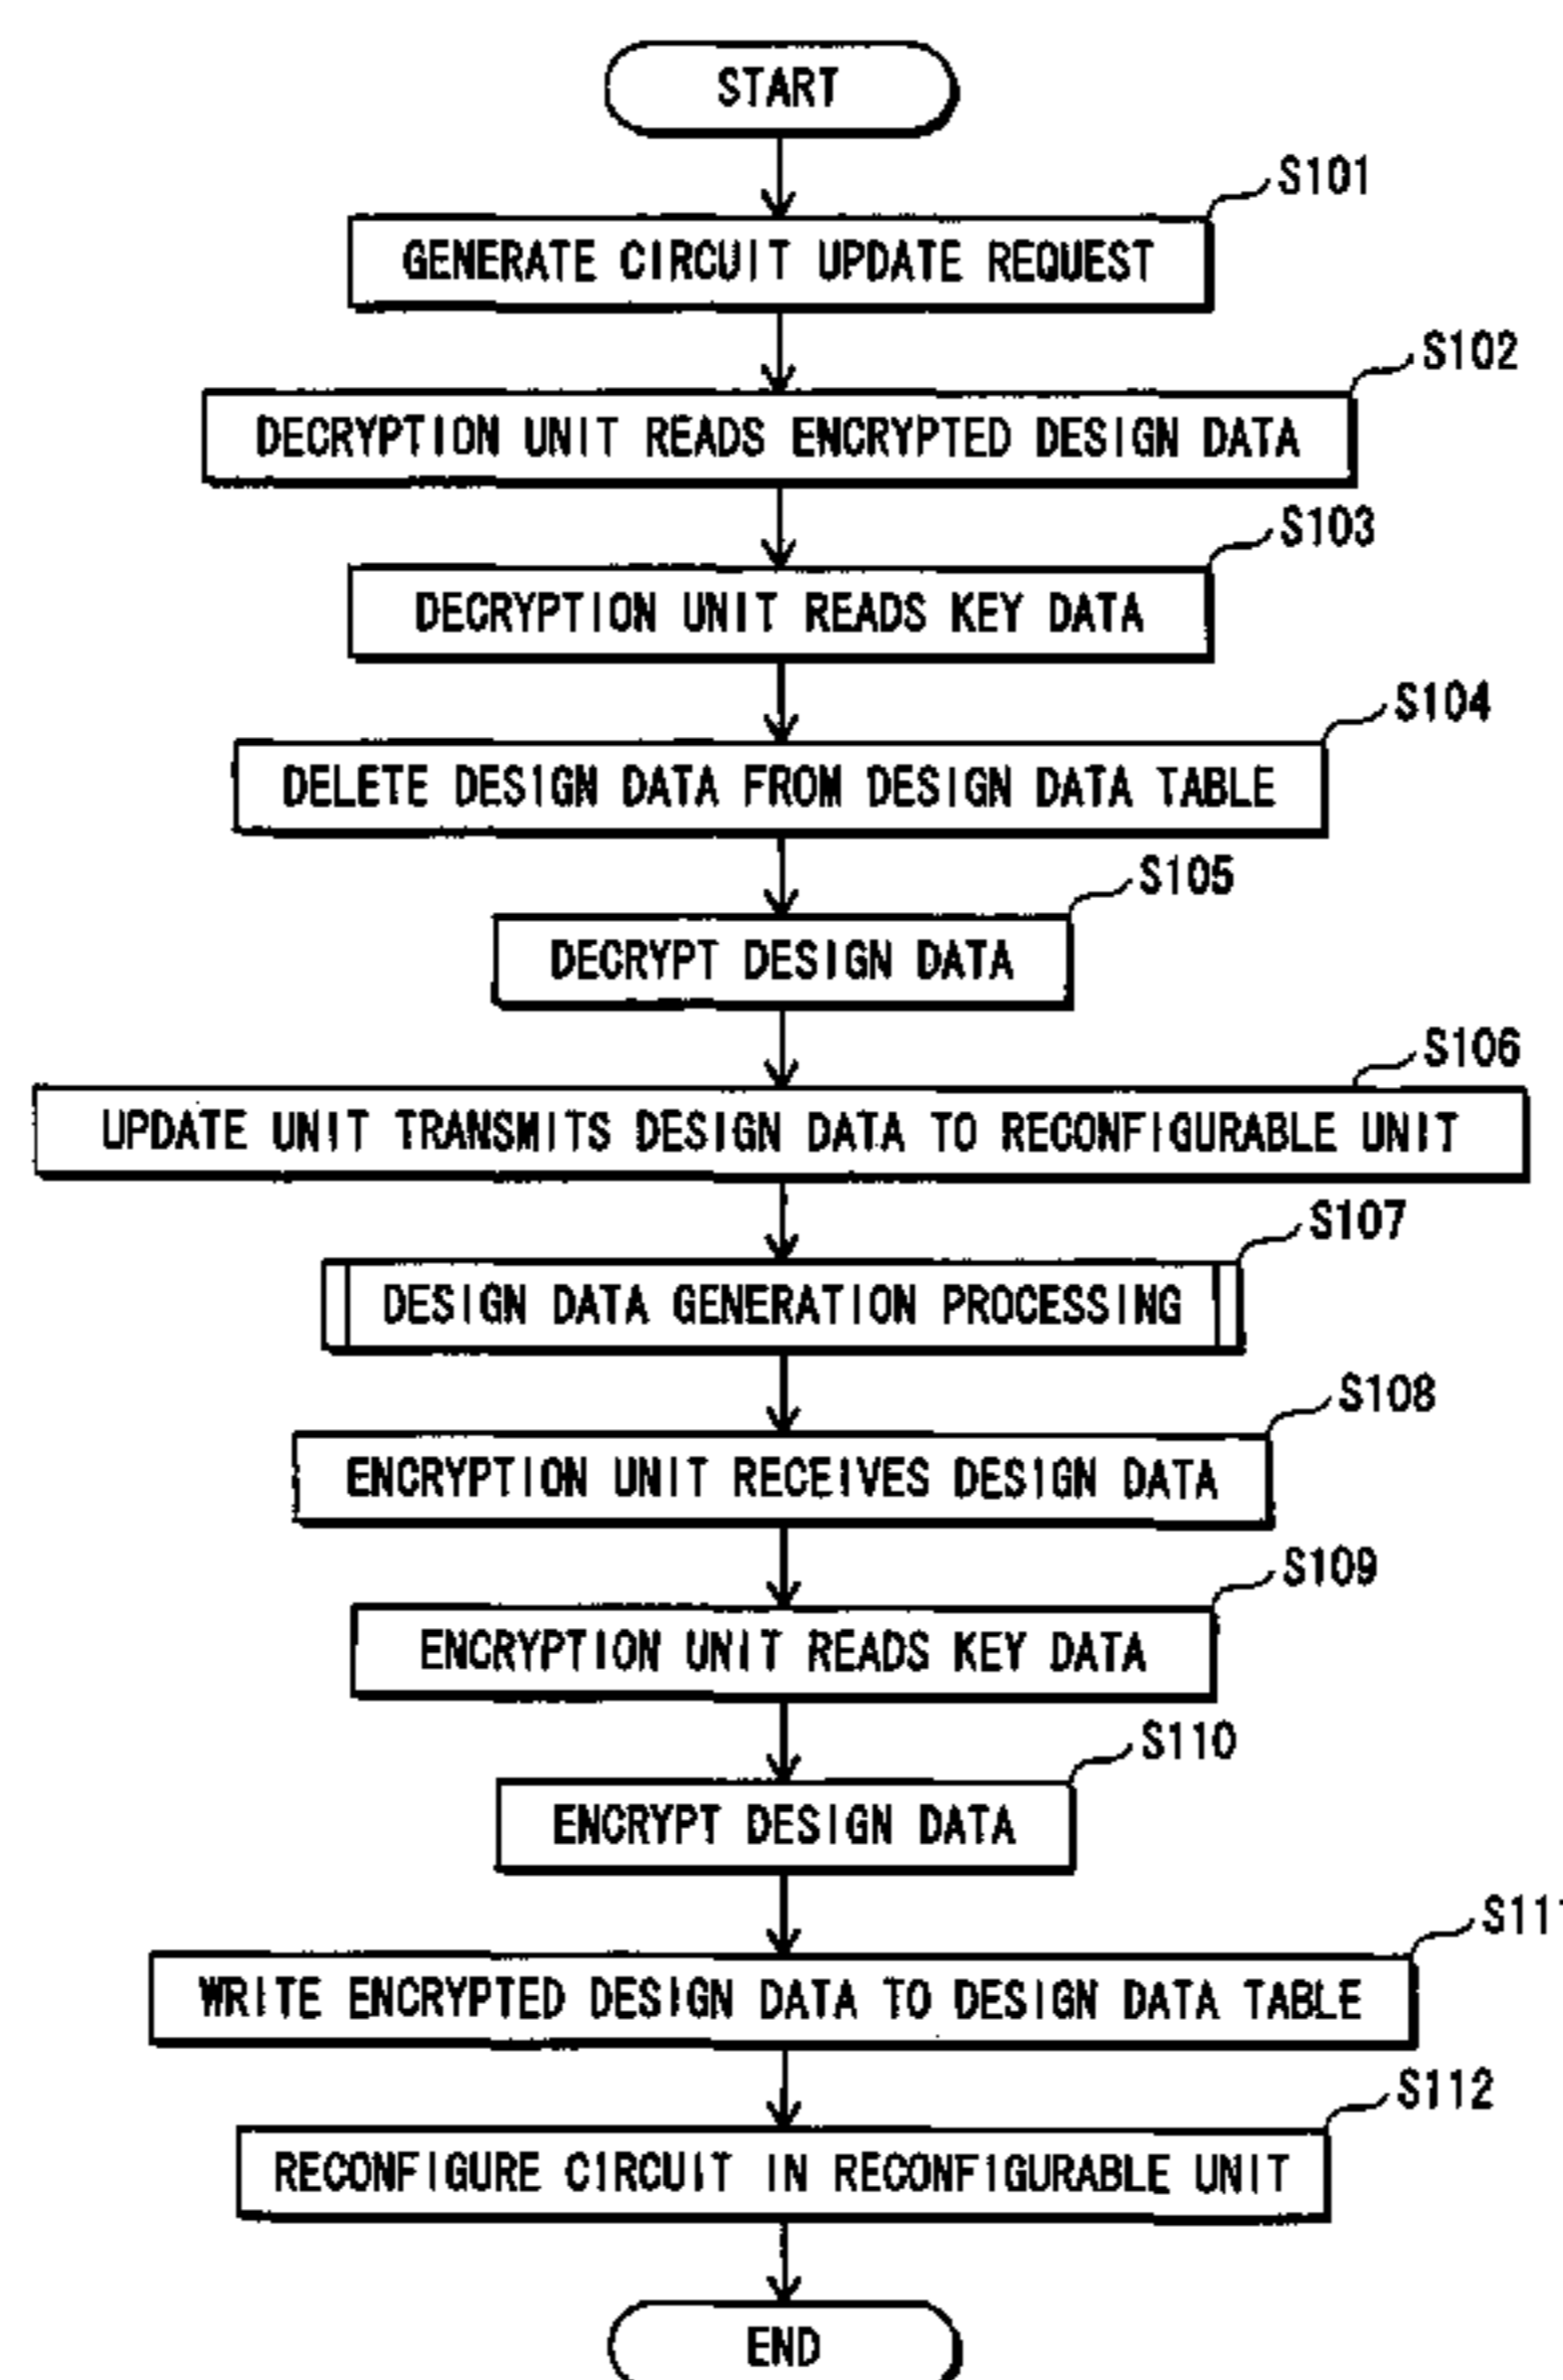 START
S101
GENERATE CIRCUIT UPDATE REQUEST
S102
DECRYPTION UNIT READS ENCRYPTED DESIGN DATA
S103
DECRYPTION UNIT READS KEY DATA
S104
DELETE DESIGN DATA FROM DESIGN DATA TABLE
S105
DECRYPT DESIGN DATA
S106
UPDATE UNIT TRANSMITS DESIGN DATA TO RECONFIGURABLE UNIT
S107
DESIGN DATA GENERATION PROCESSING
S108
ENCRYPTION UNIT RECEIVES DESIGN DATA
S109
ENCRYPTION UNIT READS KEY DATA
S110
ENCRYPT DESIGN DATA
S111
WRITE ENCRYPTED DESIGN DATA TO DESIGN DATA TABLE
S112
RECONFIGURE CIRCUIT IN RECONFIGURABLE UNIT
END